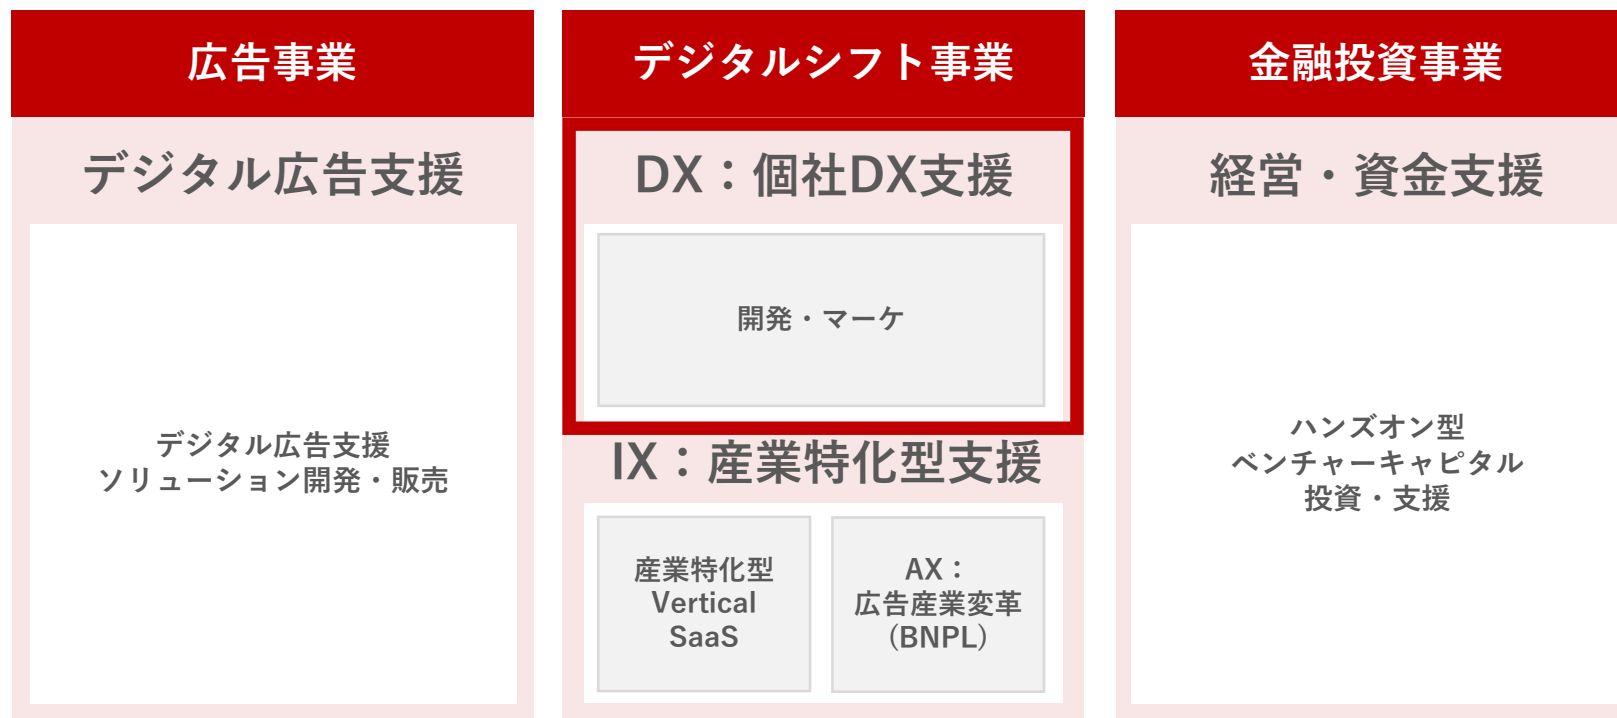 広告事業
デジタル広告支援
デジタル広告支援
ソリューション開発・販売
デジタルシフト事業
DX：個社DX支援
開発・マーケ
IX：産業特化型支援
産業特化型
Vertical
SaaS
AX：
広告産業変革
(BNPL)
金融投資事業
経営・資金支援
ハンズオン型
ベンチャーキャピタル
投資・支援